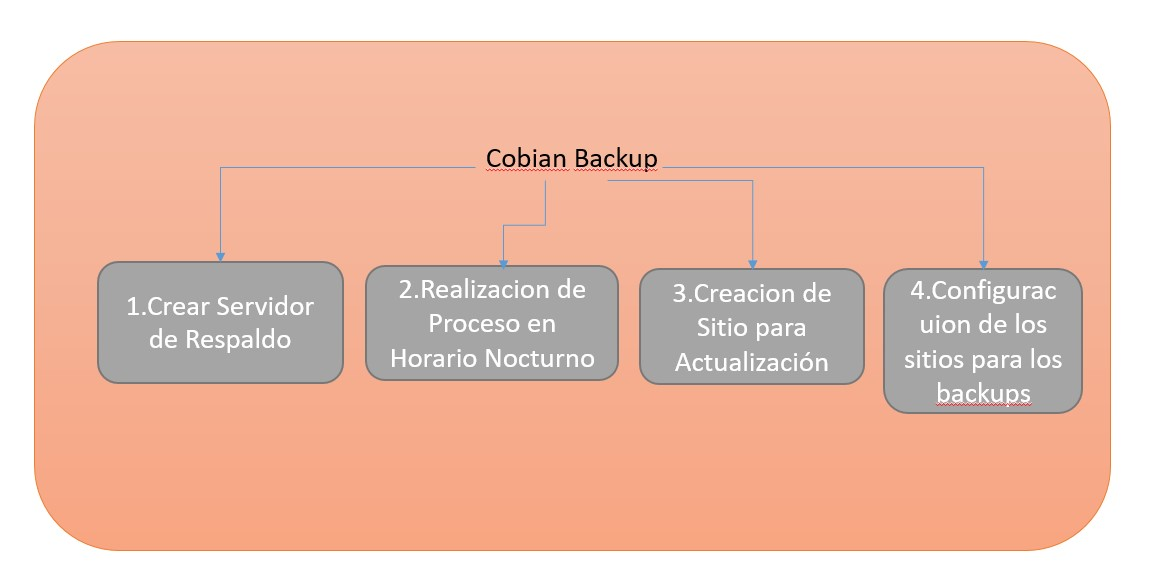 Cobian Backup
1.Crear Servidor
de Respaldo
2.Realizacion de
Proceso en
Horario Nocturno
3.Creacion de
Sitio para
Actualización
4.Configurac
uion de los
sitios para los
backups